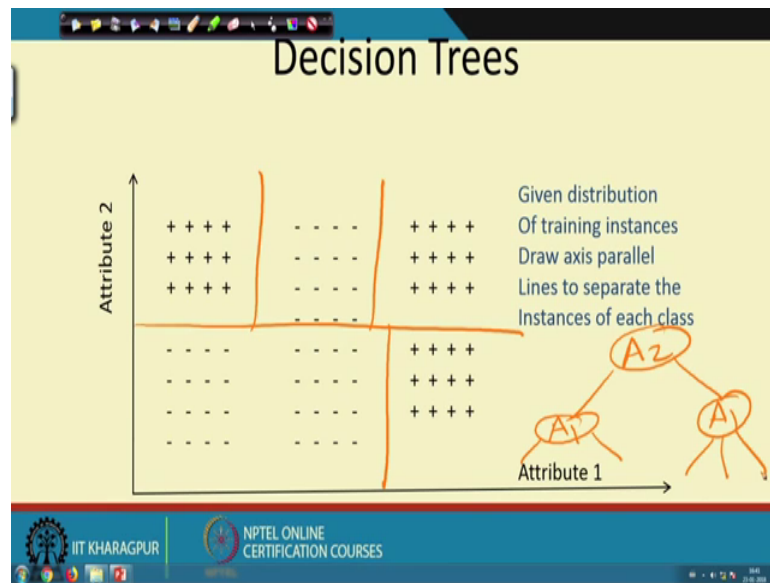 Decision Trees
Attribute 2
Given distribution
Of training instances
Draw axis parallel
Lines to separate the
Instances of each class
+ + + + - - - - + + + +
+ + + + - - - - + + + +
+ + + + - - - - + + + +
- - - -
- - - - - - - - + + + +
- - - - - - - - + + + +
- - - - - - - - + + + +
- - - - - - - -
A2
A1 A1
Attribute 1
IIT KHARAGPUR
NPTEL ONLINE
CERTIFICATION COURSES